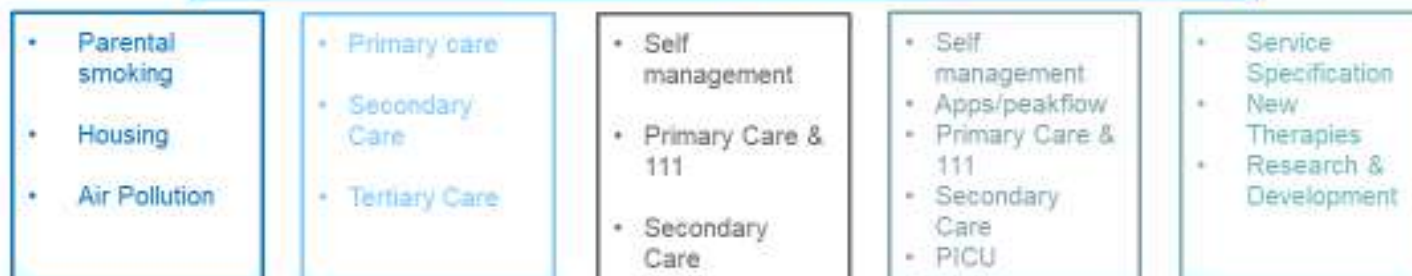 • Parental
smoking
• Housing
• Air Pollution
• Primary care
• Secondary
Care
• Tertiary Care
• Self
management
• Primary Care &
111
• Secondary
Care
• Self
management
• Apps/peakflow
• Primary Care &
111
• Secondary
Care
• PICU
• Service
Specification
• New
Therapies
• Research &
Development